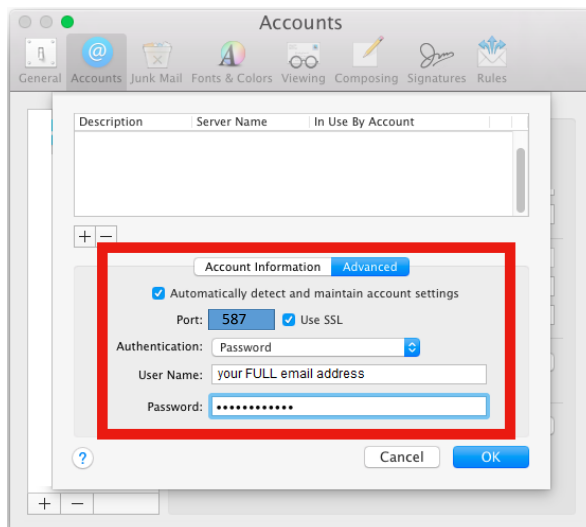 Accounts
General Accounts Junk Mail Fonts & Colors Viewing Composing Signatures Rules
Description Server Name In Use By Account
+ −
Account Information Advanced
Automatically detect and maintain account settings
Port: 587 Use SSL
Authentication: Password
User Name: your FULL email address
Password: ••••••••••••
? Cancel OK
+ −